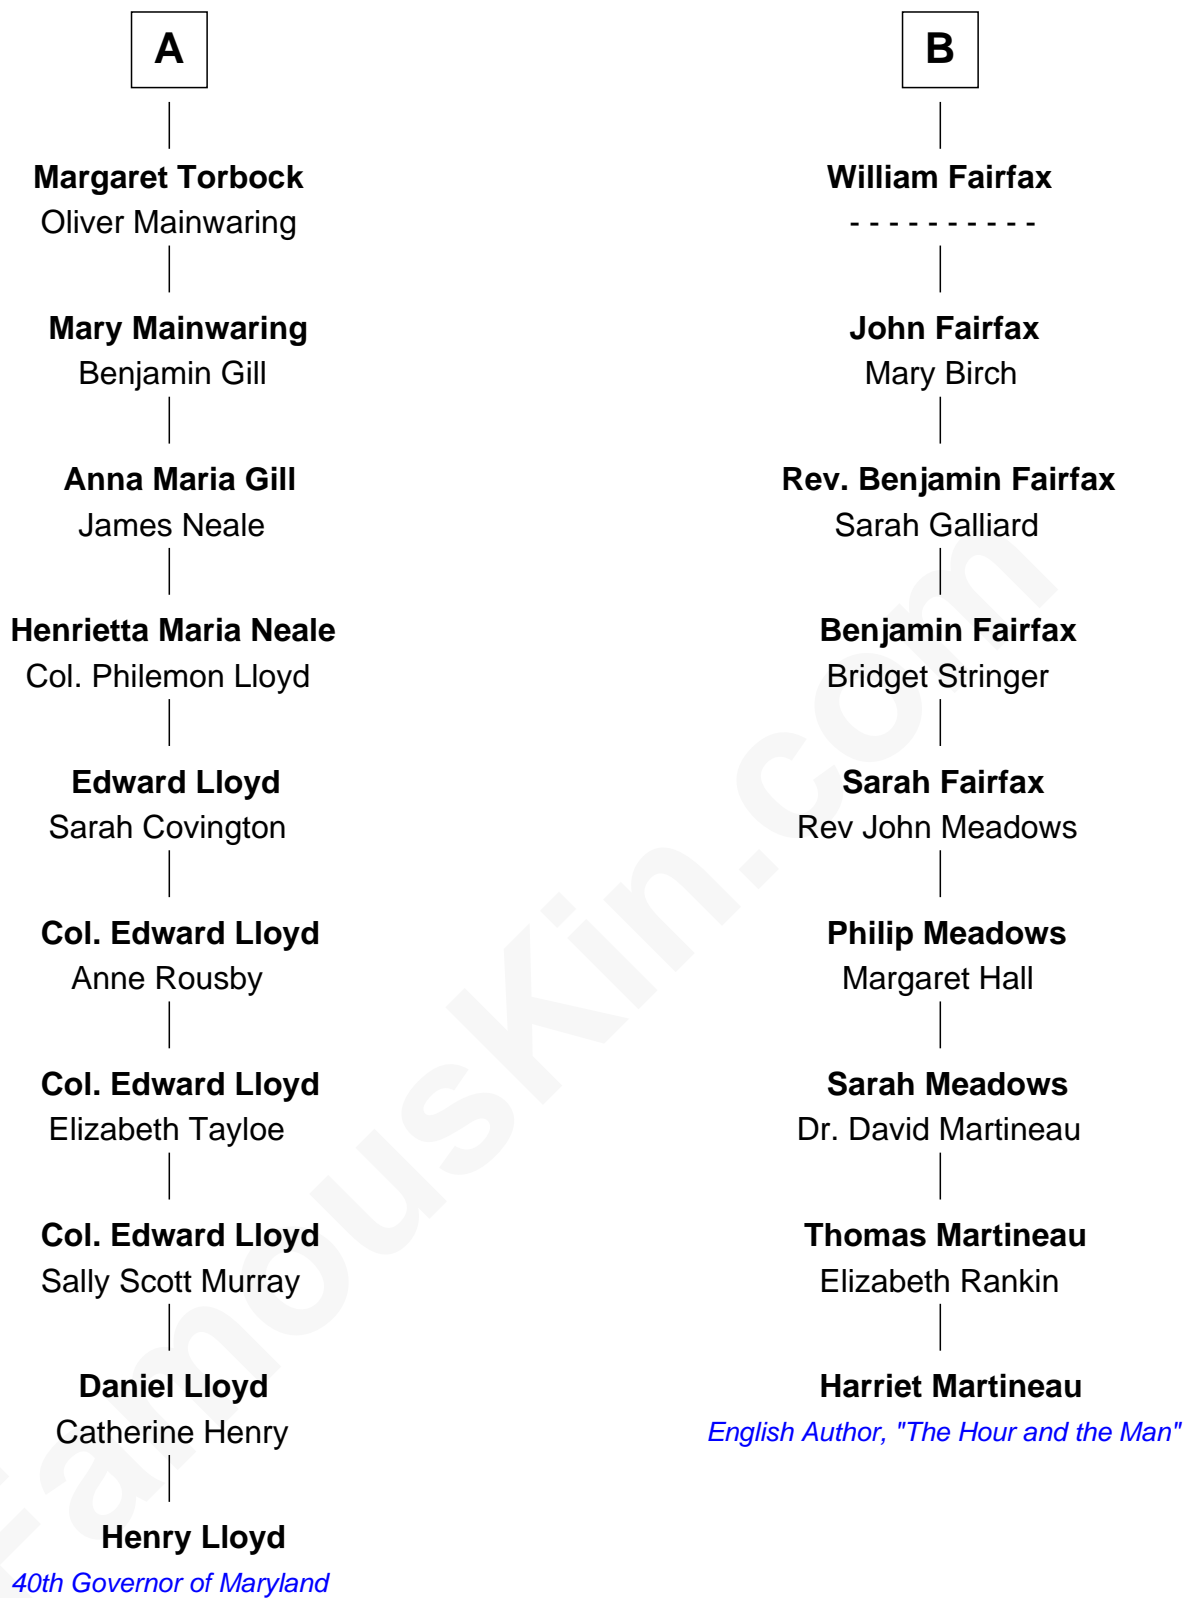 A
Margaret Torbock
Oliver Mainwaring
Mary Mainwaring
Benjamin Gill
Anna Maria Gill
James Neale
Henrietta Maria Neale
Col. Philemon Lloyd
Edward Lloyd
Sarah Covington
Col. Edward Lloyd
Anne Rousby
Col. Edward Lloyd
Elizabeth Tayloe
Col. Edward Lloyd
Sally Scott Murray
Daniel Lloyd
Catherine Henry
Henry Lloyd
40th Governor of Maryland
B
William Fairfax
- - - - - - - - - -
John Fairfax
Mary Birch
Rev. Benjamin Fairfax
Sarah Galliard
Benjamin Fairfax
Bridget Stringer
Sarah Fairfax
Rev John Meadows
Philip Meadows
Margaret Hall
Sarah Meadows
Dr. David Martineau
Thomas Martineau
Elizabeth Rankin
Harriet Martineau
English Author, "The Hour and the Man"
FamousKin.com